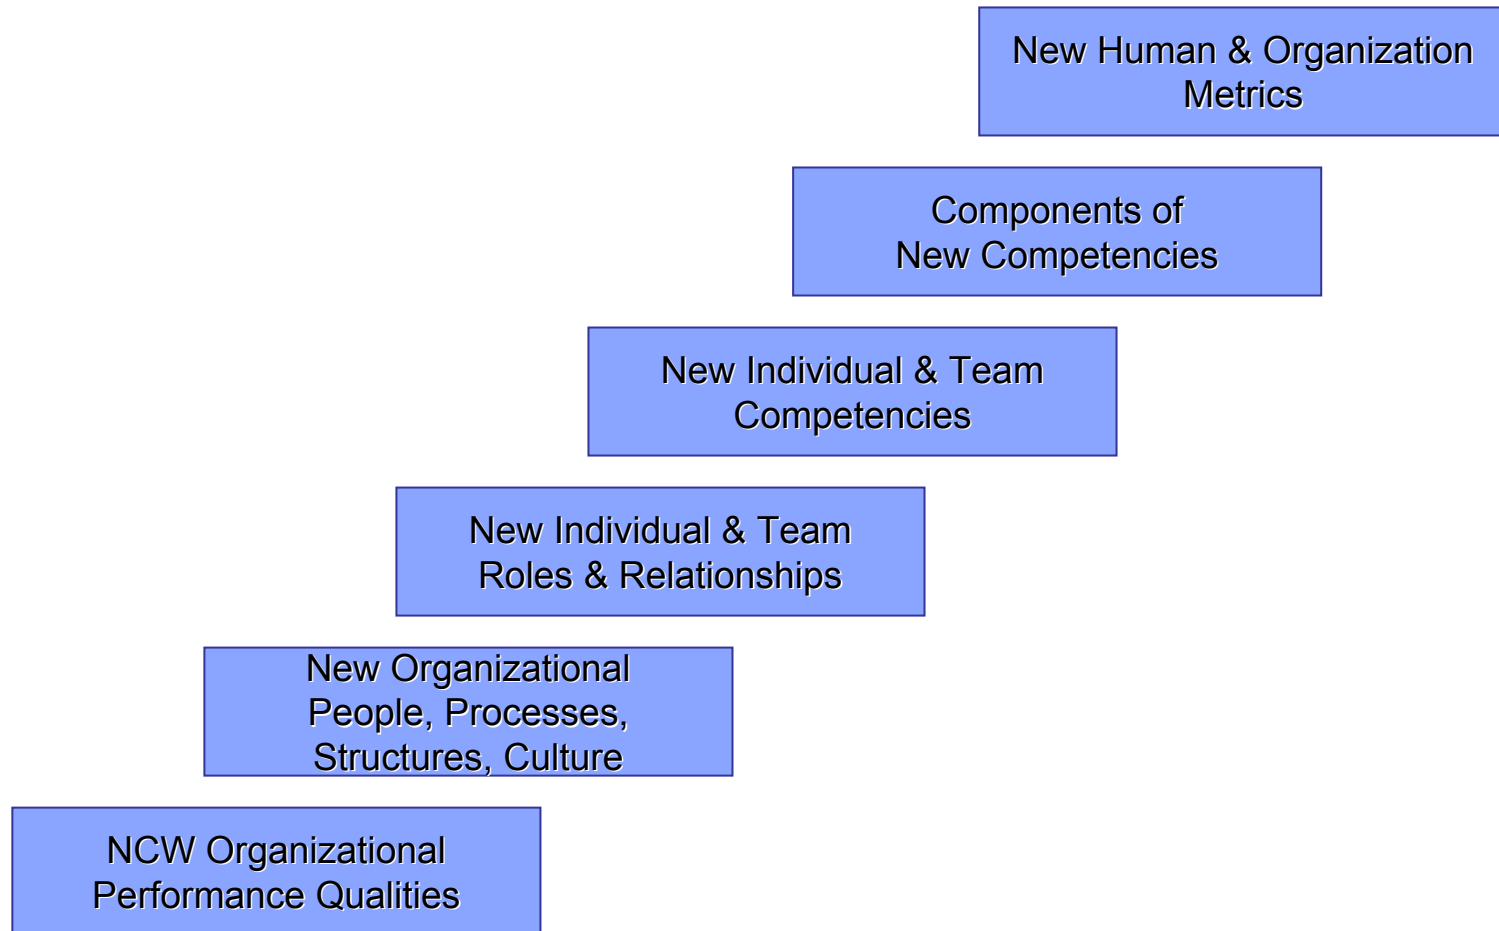 New Human & Organization
Metrics
Components of
New Competencies
New Individual & Team
Competencies
New Individual & Team
Roles & Relationships
New Organizational
People, Processes,
Structures, Culture
NCW Organizational
Performance Qualities